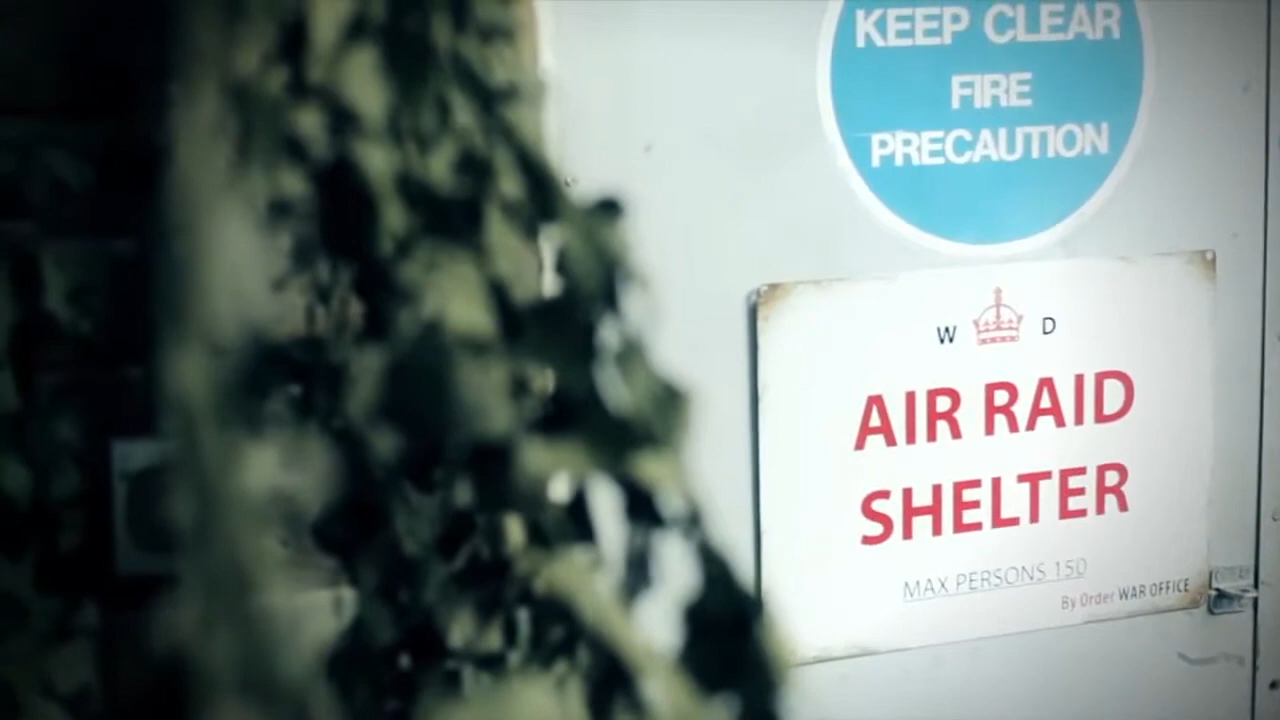 KEEP CLEAR
FIRE
PRECAUTION
W D
AIR RAID
SHELTER
MAX PERSONS 150
By Order WAR OFFICE